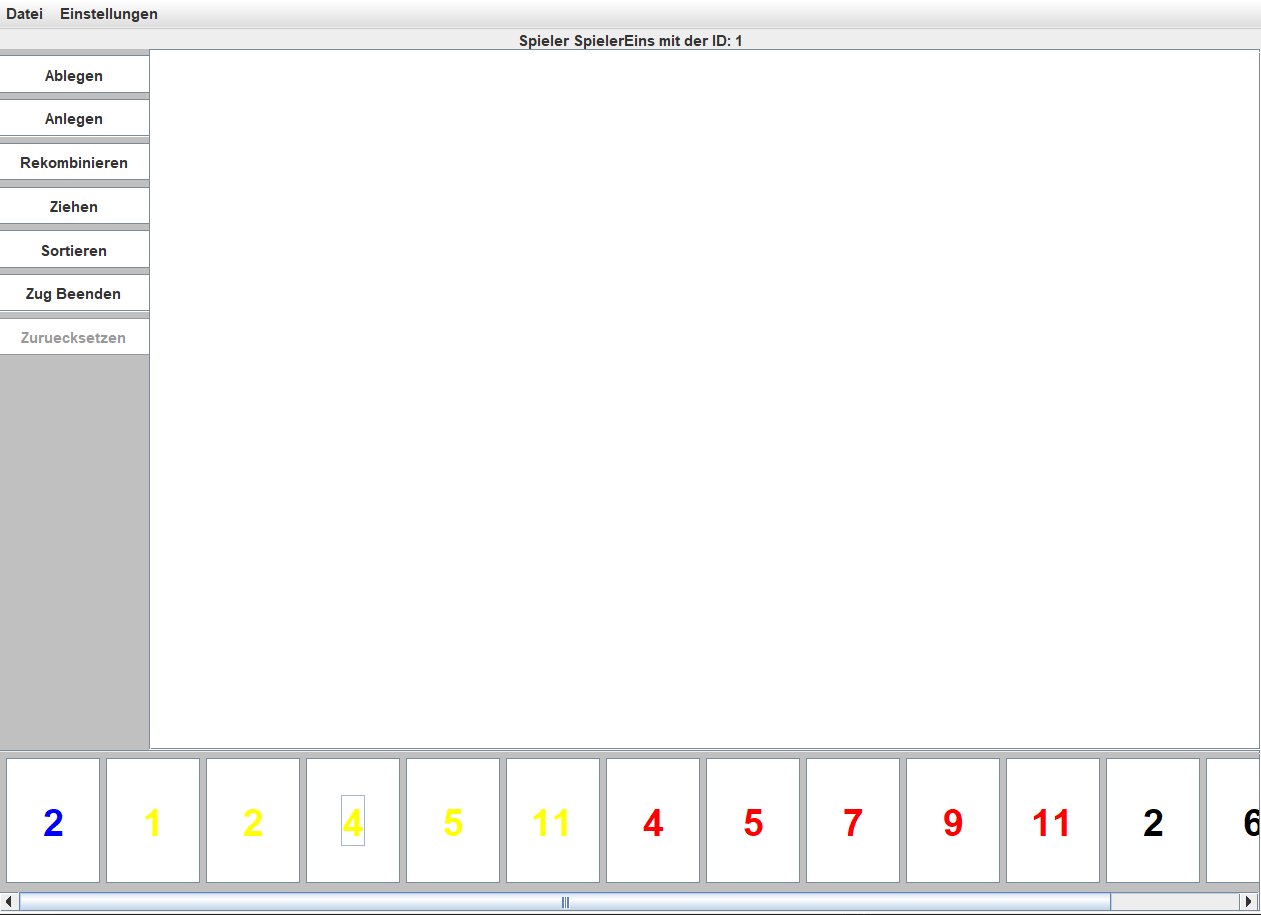 Datei Einstellungen
Spieler SpielerEins mit der ID: 1
Ablegen
Anlegen
Rekombinieren
Ziehen
Sortieren
Zug Beenden
Zuruecksetzen
2 1 2 4 5 11 4 5 7 9 11 2 6